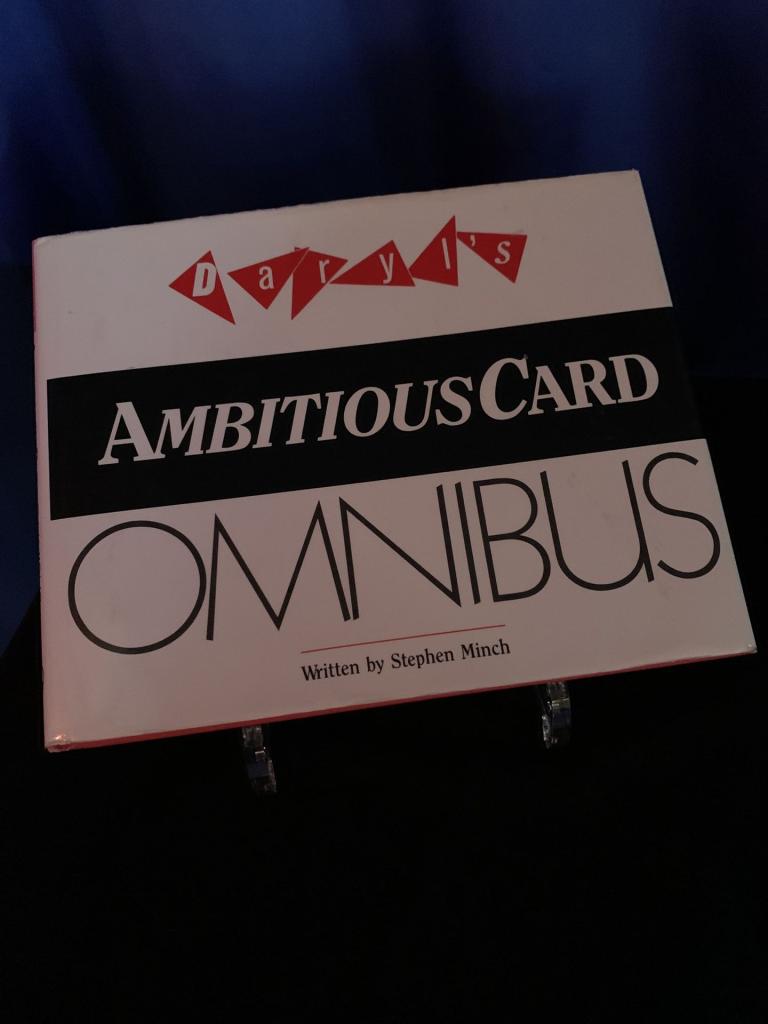 Daryl's
AMBITIOUS CARD
OMNIBUS
Written by Stephen Minch